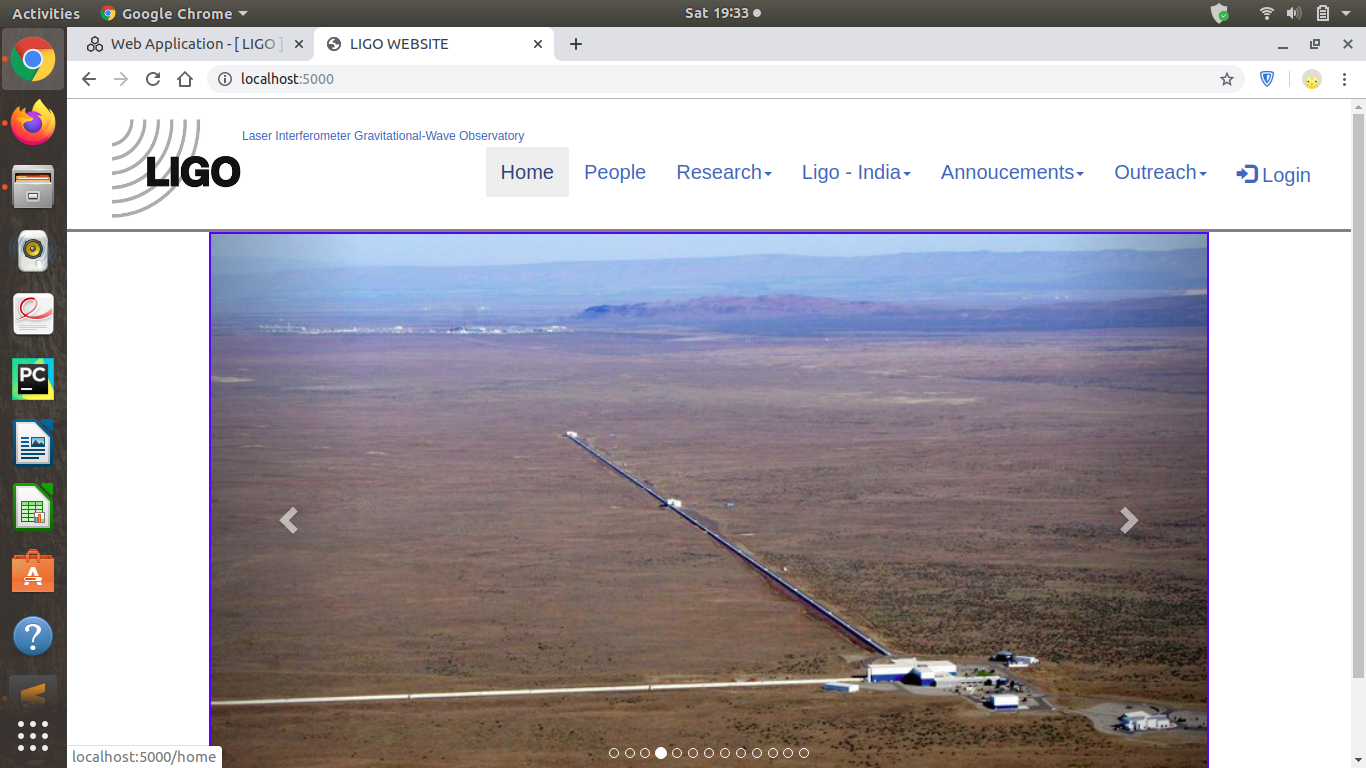 Activities
Google Chrome
Sat 19:33
Web Application - [ LIGO ]
LIGO WEBSITE
localhost:5000
LIGO
Laser Interferometer Gravitational-Wave Observatory
Home
People
Research
Ligo - India
Annoucements
Outreach
Login
PC
A
?
localhost:5000/home